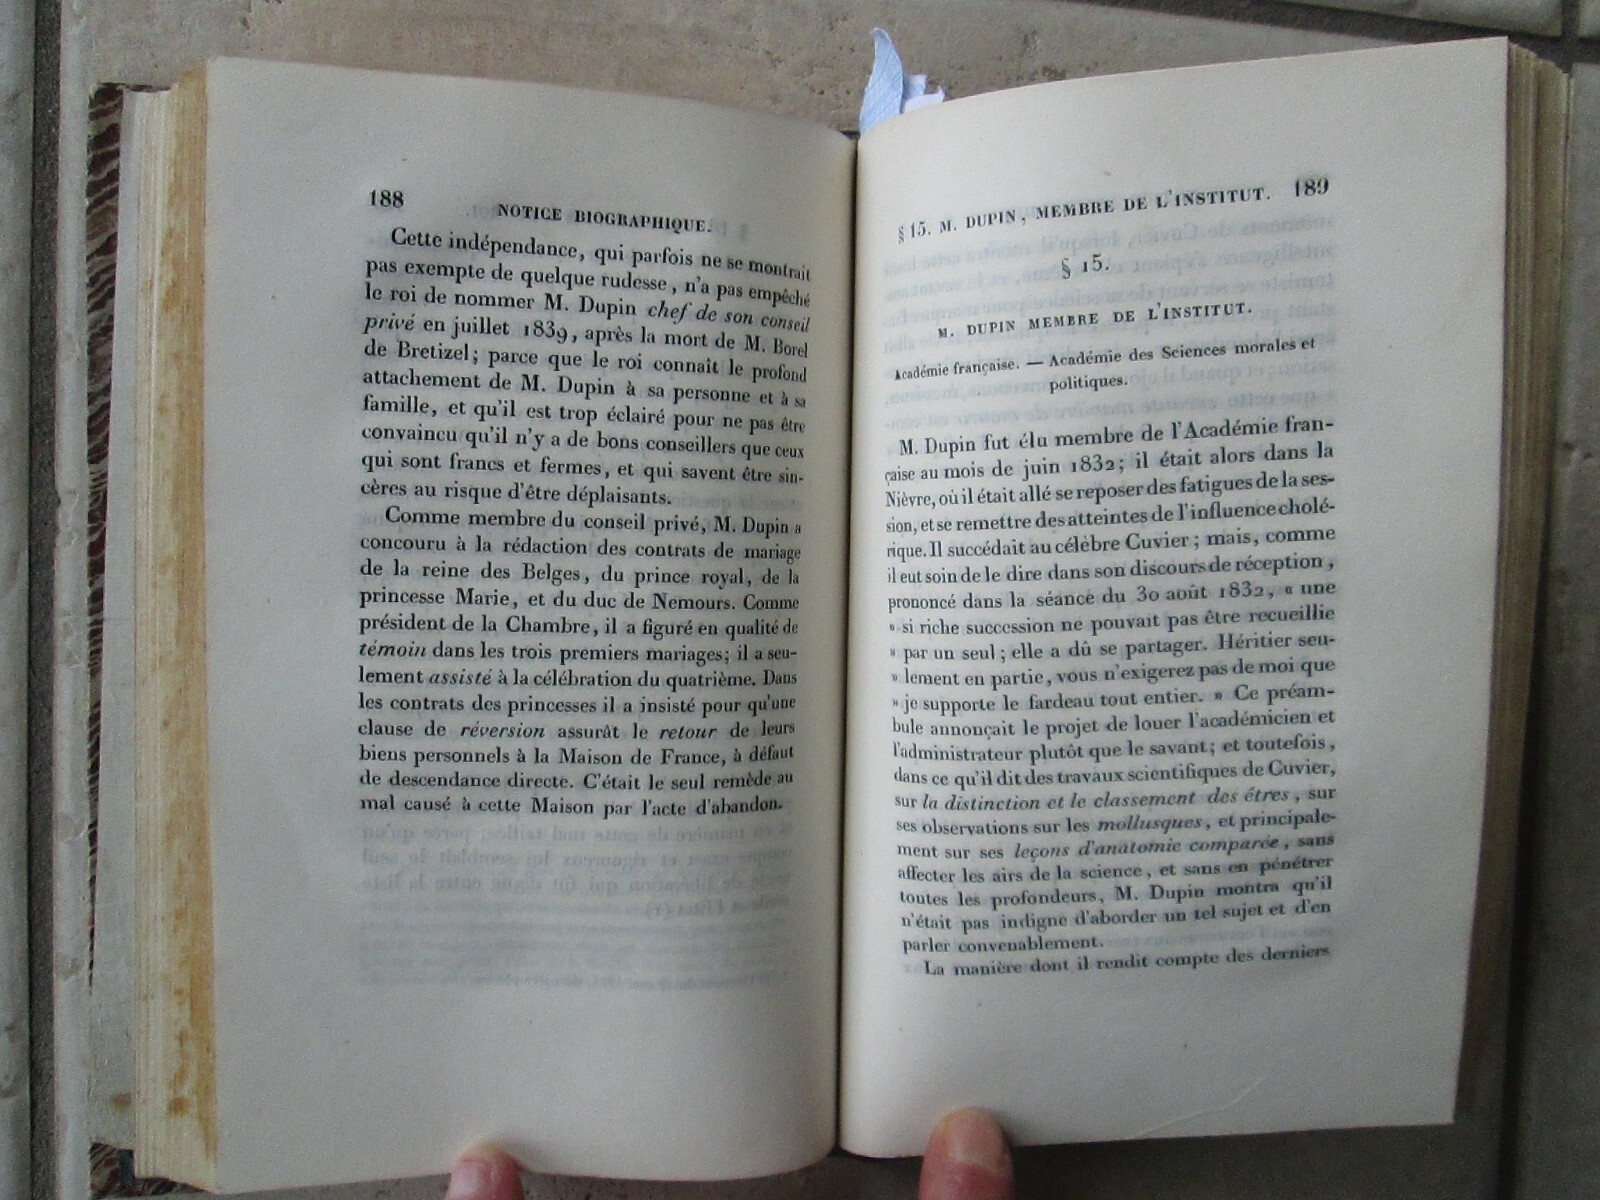 188
NOTICE BIOGRAPHIQUE.
Cette indépendance, qui parfois ne se montrait
pas exempte de quelque rudesse, n'a pas empêché
le roi de nommer M. Dupin chef de son conseil
privé en juillet 1839, après la mort de M. Borel
de Bretizel; parce que le roi connaît le profond
attachement de M. Dupin à sa personne et à sa
famille, et qu'il est trop éclairé pour ne pas être
convaincu qu'il n'y a de bons conseillers que ceux
qui sont francs et fermes, et qui savent être sin-
cères au risque d'être déplaisants.
Comme membre du conseil privé, M. Dupin a
concouru à la rédaction des contrats de mariage
de la reine des Belges, du prince royal, de la
princesse Marie, et du duc de Nemours. Comme
président de la Chambre, il a figuré en qualité de
témoin dans les trois premiers mariages; il a seu-
lement assisté à la célébration du quatrième. Dans
les contrats des princesses il a insisté pour qu'une
clause de réversion assurât le retour de leurs
biens personnels à la Maison de France, à défaut
de descendance directe. C'était le seul remède au
mal causé à cette Maison par l'acte d'abandon.
§ 15. M. DUPIN, MEMBRE DE L'INSTITUT. 189
§ 15.
M. DUPIN MEMBRE DE L'INSTITUT.
Académie française. — Académie des Sciences morales et
politiques.
M. Dupin fut élu membre de l'Académie fran-
çaise au mois de juin 1832; il était alors dans la
Nièvre, où il était allé se reposer des fatigues de la ses-
sion, et se remettre des atteintes de l'influence cholé-
rique. Il succédait au célèbre Cuvier; mais, comme
il eut soin de le dire dans son discours de réception,
prononcé dans la séance du 30 août 1832, « une
» si riche succession ne pouvait pas être recueillie
» par un seul; elle a dû se partager. Héritier seu-
» lement en partie, vous n'exigerez pas de moi que
» je supporte le fardeau tout entier. » Ce préam-
bule annonçait le projet de louer l'académicien et
l'administrateur plutôt que le savant; et toutefois,
dans ce qu'il dit des travaux scientifiques de Cuvier,
sur la distinction et le classement des êtres, sur
ses observations sur les mollusques, et principale-
ment sur ses leçons d'anatomie comparée, sans
affecter les airs de la science, et sans en pénétrer
toutes les profondeurs, M. Dupin montra qu'il
n'était pas indigne d'aborder un tel sujet et d'en
parler convenablement.
La manière dont il rendit compte des derniers